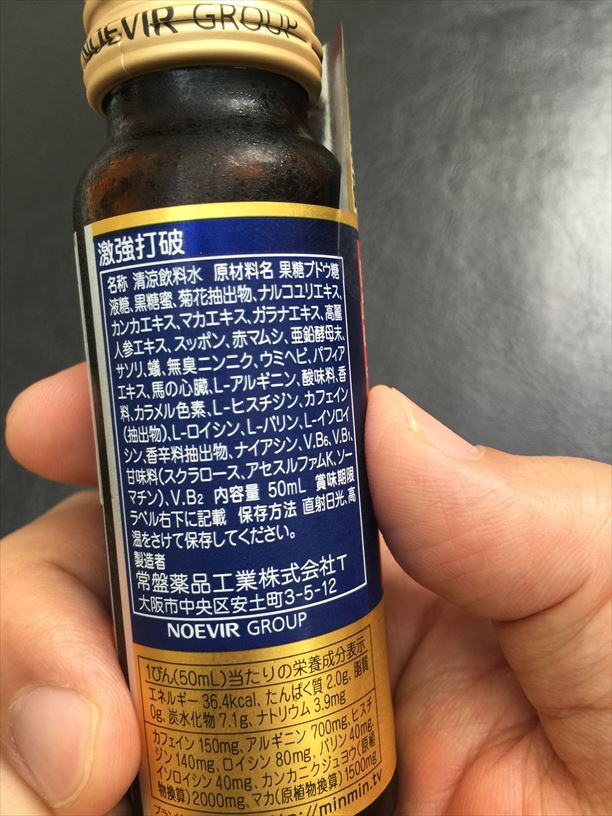 NOEVIR GROUP
激強打破
名称 清涼飲料水 原材料名 果糖ブドウ糖
液糖、黒糖蜜、菊花抽出物、ナルコユリエキス、
カンカエキス、マカエキス、ガラナエキス、高麗
人参エキス、スッポン、赤マムシ、亜鉛酵母末、
サソリ、蟻、無臭ニンニク、ウミヘビ、パフィア
エキス、馬の心臓、L-アルギニン、酸味料、香
料、カラメル色素、L-ヒスチジン、カフェイン
(抽出物)、L-ロイシン、L-バリン、L-イソロイ
シン、香辛料抽出物、ナイアシン、V.B6、V.B1、
甘味料(スクラロース、アセスルファムK、ソー
マチン)、V.B2 内容量 50mL 賞味期限
ラベル右下に記載 保存方法 直射日光、高
温をさけて保存してください。
製造者
常盤薬品工業株式会社T
大阪市中央区安土町3-5-12
NOEVIR GROUP
1びん(50mL)当たりの栄養成分表示
エネルギー 36.4kcal、たんぱく質 2.0g、脂質
0g、炭水化物 7.1g、ナトリウム 3.9mg
カフェイン 150mg、アルギニン 700mg、ヒスチ
ジン 140mg、ロイシン 80mg、バリン 40mg、
イソロイシン 40mg、カンカニクジュヨウ(原植
物換算) 2000mg、マカ(原植物換算) 1500mg
//minmin.tv